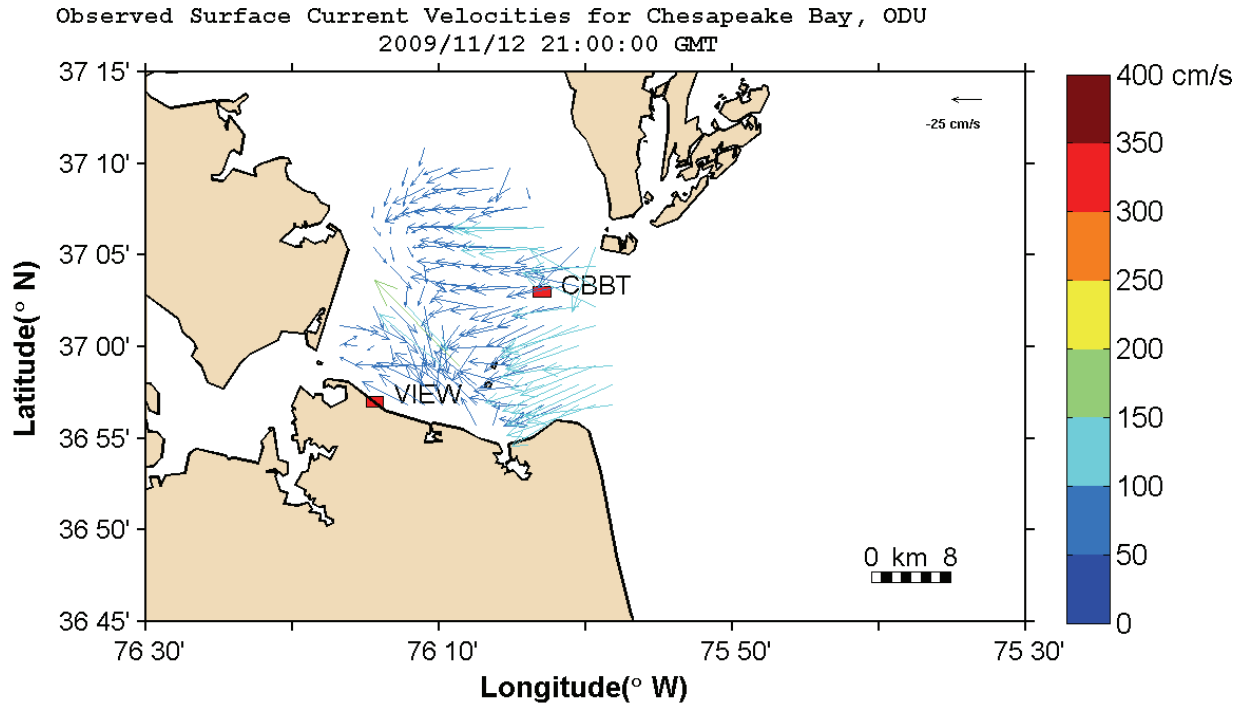 Observed Surface Current Velocities for Chesapeake Bay, ODU
2009/11/12 21:00:00 GMT
37 15'
37 10'
37 05'
37 00'
36 55'
36 50'
36 45'
Latitude(° N)
76 30'
76 10'
75 50'
75 30'
Longitude(° W)
-25 cm/s
CBBT
VIEW
0 km 8
400 cm/s
350
300
250
200
150
100
50
0